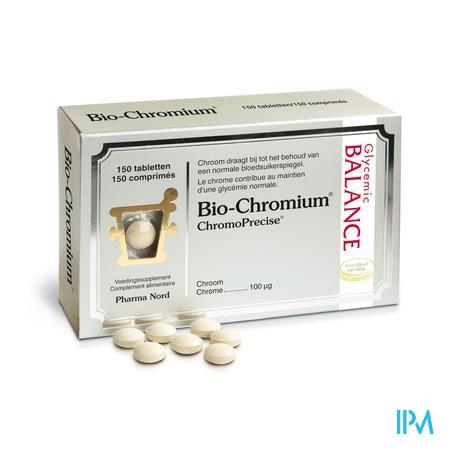 Bio-Chromium®
150 tabletten/150 comprimés
Bio-Chromium®
150 tabletten
150 comprimés
Voedingssupplement
Complément alimentaire
Pharma Nord
Chroom draagt bij tot het behoud van
een normale bloedsuikerspiegel.
Le chrome contribue au maintien
d'une glycémie normale.
Bio-Chromium®
ChromoPrecise®
Chroom
Chrome............100 µg
Glycemic
BALANCE
Certified
quality
IPM